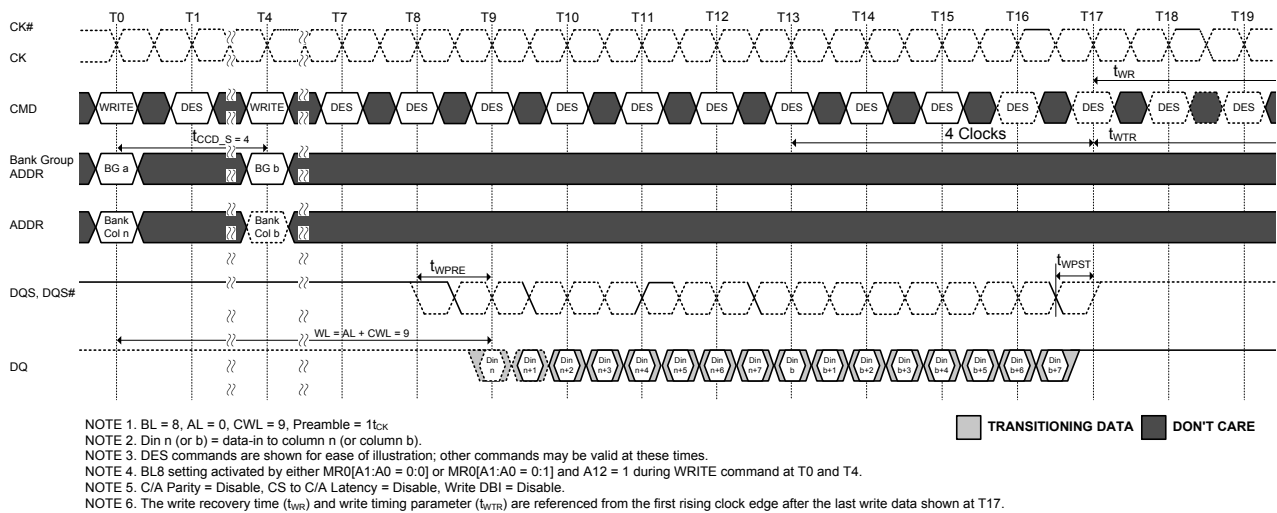 T0 T1 T4 T7 T8 T9 T10 T11 T12 T13 T14 T15 T16 T17 T18 T19
CK#
CK
tWR
CMD WRITE DES WRITE DES DES DES DES DES DES DES DES DES DES DES DES DES
tCCD_S = 4
4 Clocks
tWTR
Bank Group
ADDR
BG a BG b
ADDR
Bank
Col n
Bank
Col b
tWPRE
tWPST
DQS, DQS#
WL = AL + CWL = 9
DQ
Din
n
Din
n+1
Din
n+2
Din
n+3
Din
n+4
Din
n+5
Din
n+6
Din
n+7
Din
b
Din
b+1
Din
b+2
Din
b+3
Din
b+4
Din
b+5
Din
b+6
Din
b+7
NOTE 1. BL = 8, AL = 0, CWL = 9, Preamble = 1tCK
NOTE 2. Din n (or b) = data-in to column n (or column b).
NOTE 3. DES commands are shown for ease of illustration; other commands may be valid at these times.
NOTE 4. BL8 setting activated by either MR0[A1:A0 = 0:0] or MR0[A1:A0 = 0:1] and A12 = 1 during WRITE command at T0 and T4.
NOTE 5. C/A Parity = Disable, CS to C/A Latency = Disable, Write DBI = Disable.
NOTE 6. The write recovery time (tWR) and write timing parameter (tWTR) are referenced from the first rising clock edge after the last write data shown at T17.
TRANSITIONING DATA
DON'T CARE